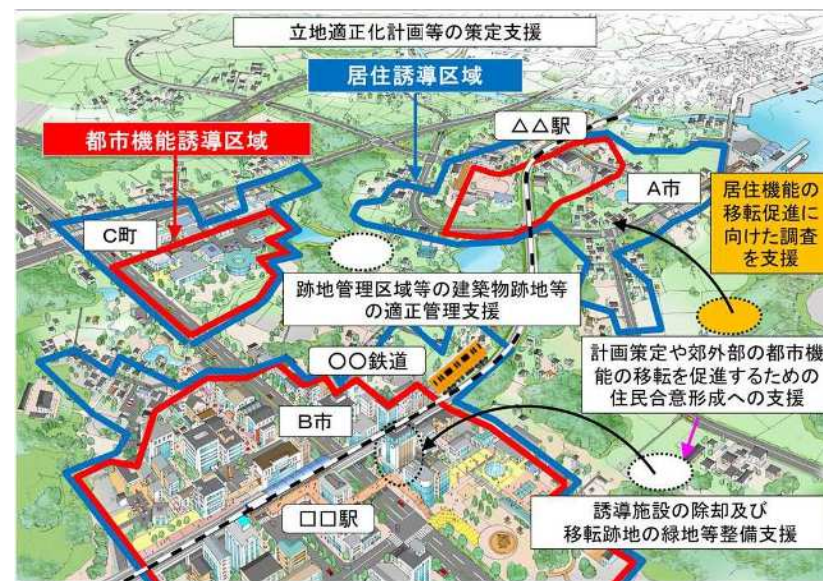 立地適正化計画等の策定支援
居住誘導区域
都市機能誘導区域
△△駅
A市
居住機能の
移転促進に
向けた調査
を支援
C町
跡地管理区域等の建築物跡地等
の適正管理支援
〇〇鉄道
計画策定や郊外部の都市機
能の移転を促進するための
住民合意形成への支援
B市
□□駅
誘導施設の除却及び
移転跡地の緑地等整備支援